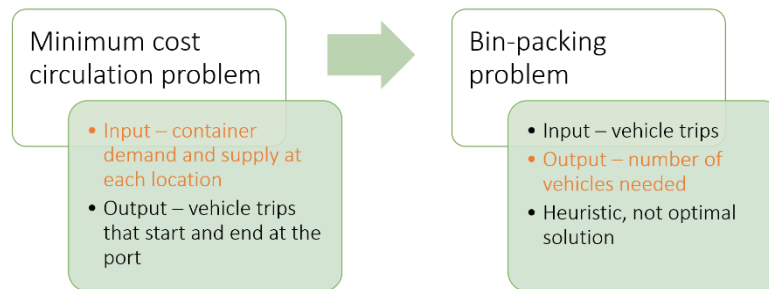 Minimum cost
circulation problem
• Input – container
demand and supply at
each location
• Output – vehicle trips
that start and end at the
port
Bin-packing
problem
• Input – vehicle trips
• Output – number of
vehicles needed
• Heuristic, not optimal
solution